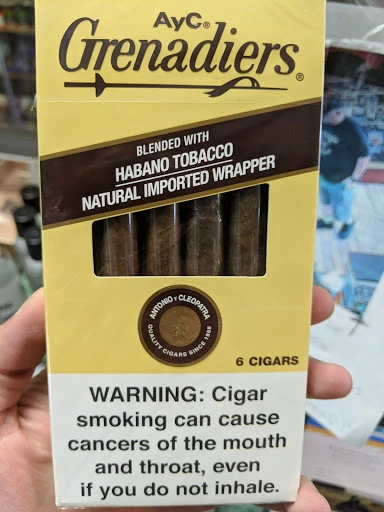 AyC®
Grenadiers®
BLENDED WITH
HABANO TOBACCO
NATURAL IMPORTED WRAPPER
ANTONIO Y CLEOPATRA
QUALITY CIGARS SINCE 1888
6 CIGARS
WARNING: Cigar
smoking can cause
cancers of the mouth
and throat, even
if you do not inhale.